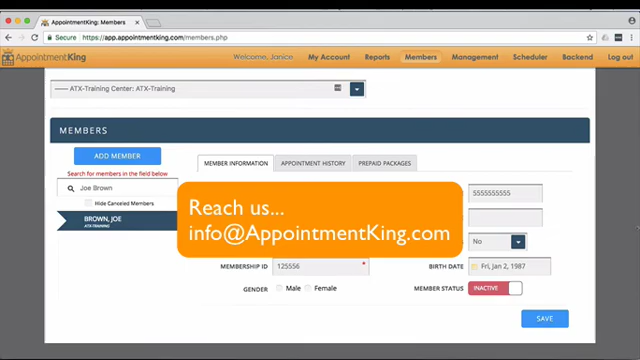 AppointmentKing: Members
Secure
https://app.appointmentking.com/members.php
AppointmentKing
Welcome, Janice
My Account
Reports
Members
Management
Scheduler
Backend
Log out
—— ATX-Training Center: ATX-Training
MEMBERS
ADD MEMBER
Search for members in the field below
Joe Brown
Hide Canceled Members
BROWN, JOE
ATX-TRAINING
MEMBER INFORMATION
APPOINTMENT HISTORY
PREPAID PACKAGES
5555555555
No
Reach us...
info@AppointmentKing.com
MEMBERSHIP ID
125556
*
BIRTH DATE
Fri, Jan 2, 1987
GENDER
Male
Female
MEMBER STATUS
INACTIVE
SAVE